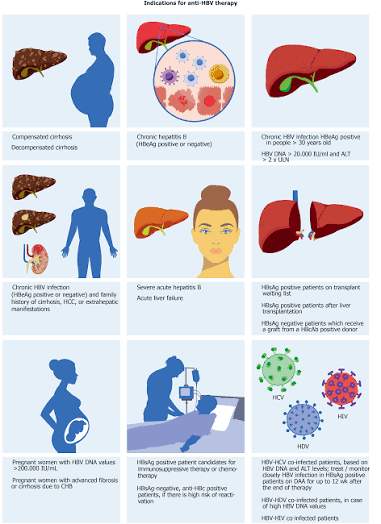 Indications for anti-HBV therapy
Compensated cirrhosis
Decompensated cirrhosis
Chronic hepatitis B
(HBeAg positive or negative)
Chronic HBV infection HBeAg positive
in people > 30 years old
HBV DNA > 20.000 IU/ml and ALT
> 2 x ULN
Chronic HBV infection
(HBeAg positive or negative) and family
history of cirrhosis, HCC, or extrahepatic
manifestations
Severe acute hepatitis B
Acute liver failure
HBsAg positive patients on transplant
waiting list
HBsAg positive patients after liver
transplantation
HBsAg negative patients which receive
a graft from a HBcAb positive donor
Pregnant women with HBV DNA values
>200.000 IU/mL
Pregnant women with advanced fibrosis
or cirrhosis due to CHB
HBsAg positive patient candidates for
immunosuppressive therapy or chemo-
therapy
HBsAg-negative, anti-HBc positive
patients, if there is high risk of reacti-
vation
HCV
HIV
HDV
HBV-HCV co-infected patients, based on
HBV DNA and ALT levels; treat / monitor
closely HBV infection in HBsAg positive
patients on DAA for up to 12 wk after
the end of therapy
HBV-HDV co-infected patients, in case
of high HBV DNA values
HBV-HIV co-infected patients